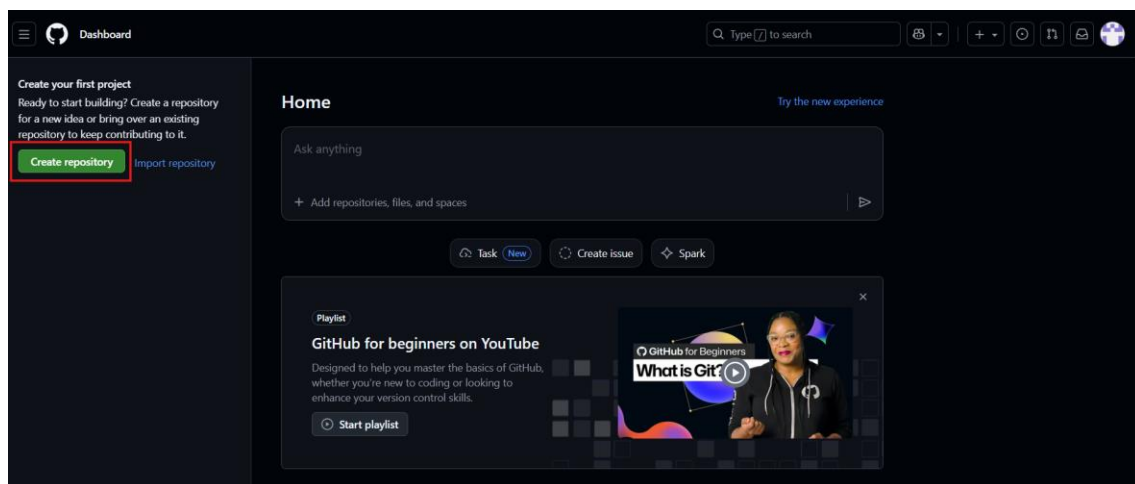 Dashboard
Type / to search
Create your first project
Ready to start building? Create a repository
for a new idea or bring over an existing
repository to keep contributing to it.
Create repository
Import repository
Home
Try the new experience
Ask anything
+ Add repositories, files, and spaces
Task New
Create issue
Spark
Playlist
GitHub for beginners on YouTube
Designed to help you master the basics of GitHub,
whether you're new to coding or looking to
enhance your version control skills.
Start playlist
GitHub for Beginners
What is Git?